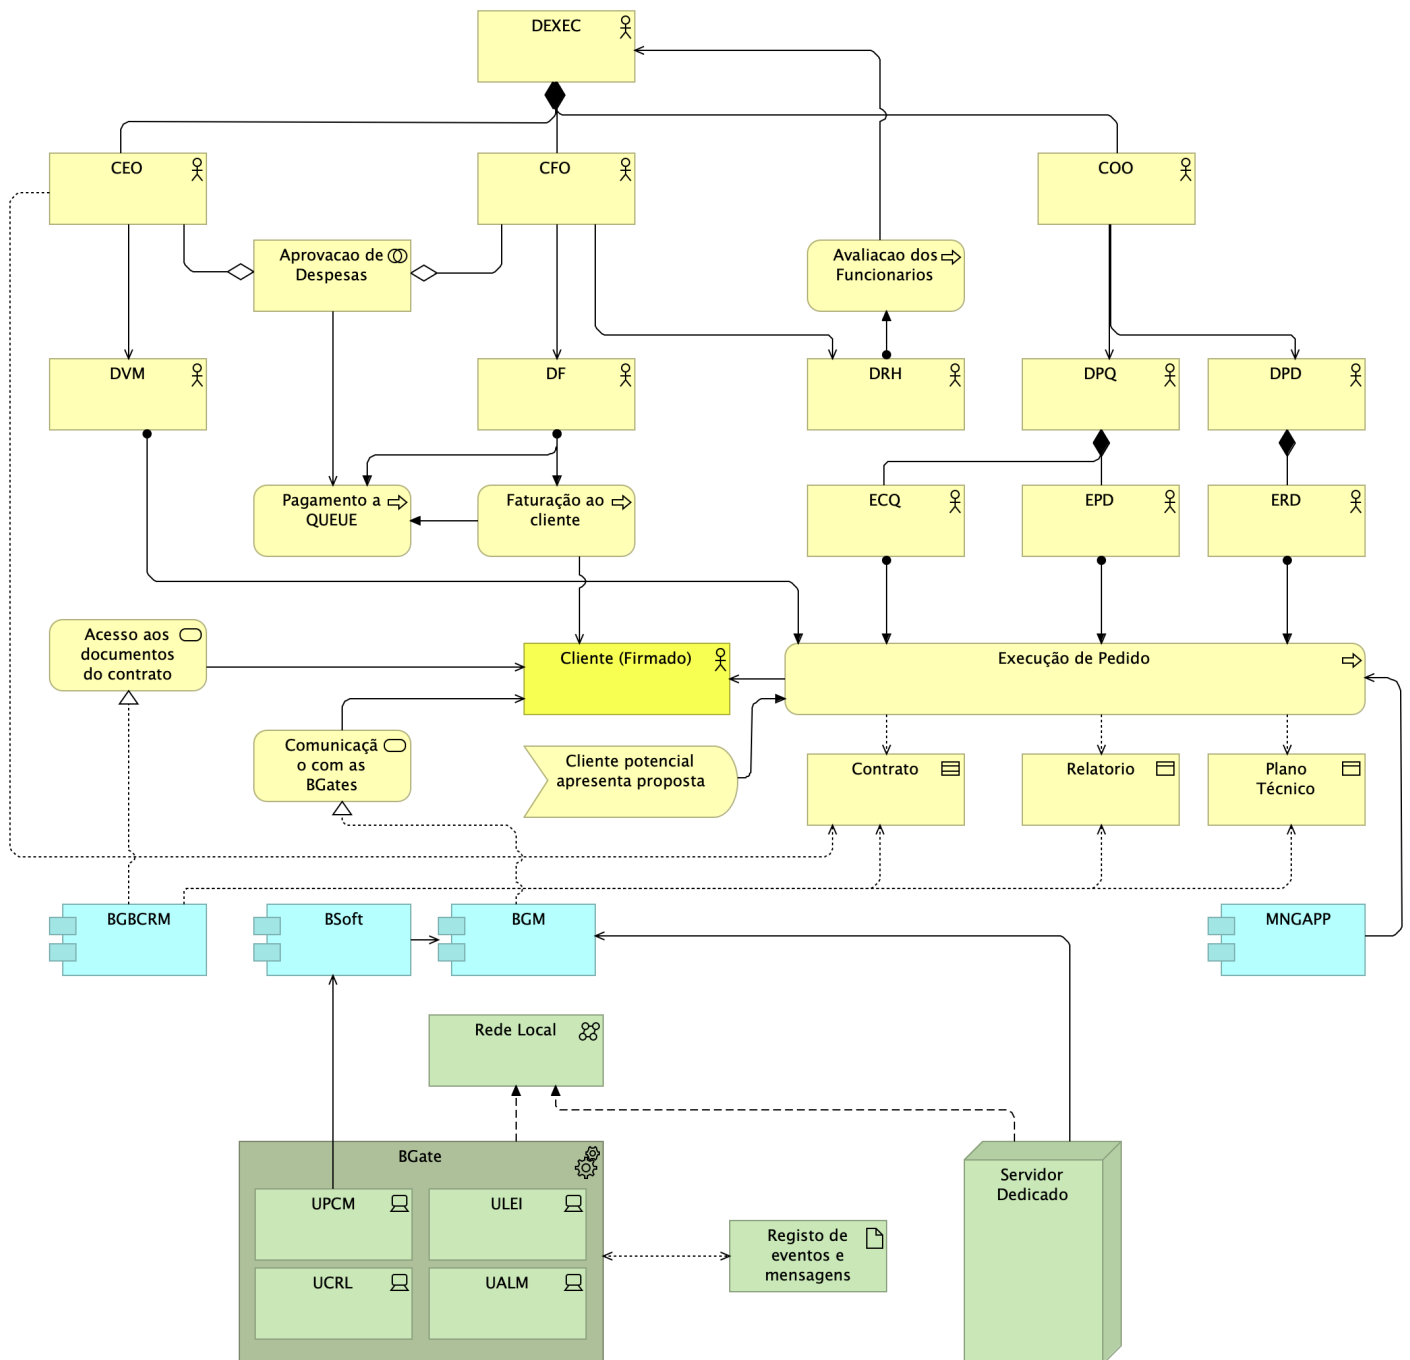 DEXEC
CEO
CFO
COO
Aprovacao de
Despesas
Avaliacao dos
Funcionarios
DVM
DF
DRH
DPQ
DPD
Pagamento a
QUEUE
Faturação ao
cliente
ECQ
EPD
ERD
Acesso aos
documentos
do contrato
Cliente (Firmado)
Execução de Pedido
Comunicaçã
o com as
BGates
Cliente potencial
apresenta proposta
Contrato
Relatorio
Plano
Técnico
BGBCRM
BSoft
BGM
MNGAPP
Rede Local
BGate
Servidor
Dedicado
UPCM
ULEI
Registo de
eventos e
mensagens
UCRL
UALM